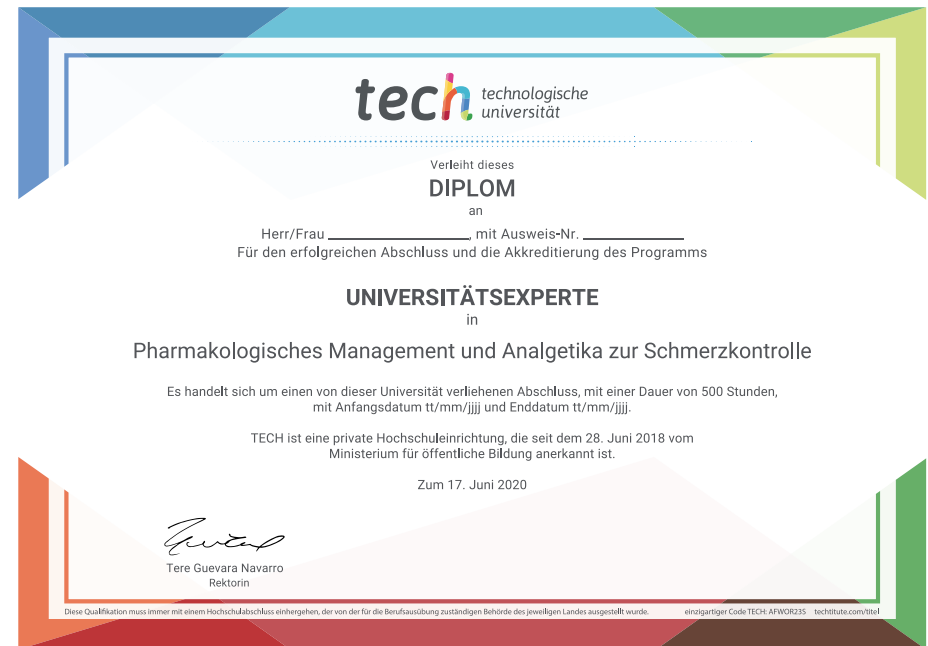 tech technologische
universität
Verleiht dieses
DIPLOM
an
Herr/Frau ____________________, mit Ausweis-Nr. ______________
Für den erfolgreichen Abschluss und die Akkreditierung des Programms
UNIVERSITÄTSEXPERTE
in
Pharmakologisches Management und Analgetika zur Schmerzkontrolle
Es handelt sich um einen von dieser Universität verliehenen Abschluss, mit einer Dauer von 500 Stunden,
mit Anfangsdatum tt/mm/jjjj und Enddatum tt/mm/jjjj.
TECH ist eine private Hochschuleinrichtung, die seit dem 28. Juni 2018 vom
Ministerium für öffentliche Bildung anerkannt ist.
Zum 17. Juni 2020
Tere Guevara Navarro
Rektorin
Diese Qualifikation muss immer mit einem Hochschulabschluss einhergehen, der von der für die Berufsausübung zuständigen Behörde des jeweiligen Landes ausgestellt wurde. einzigartiger Code TECH: AFWOR23S techtitute.com/titel